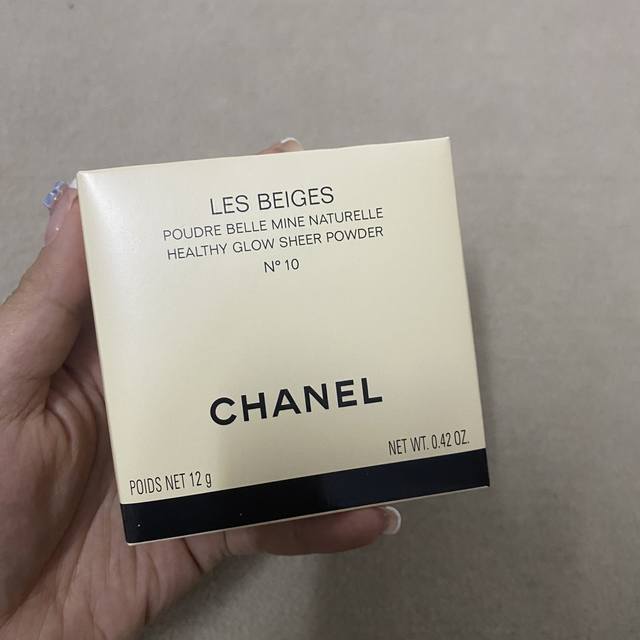 LES BEIGES
POUDRE BELLE MINE NATURELLE
HEALTHY GLOW SHEER POWDER
Nº 10
CHANEL
POIDS NET 12 g
NET WT. 0.42 OZ.